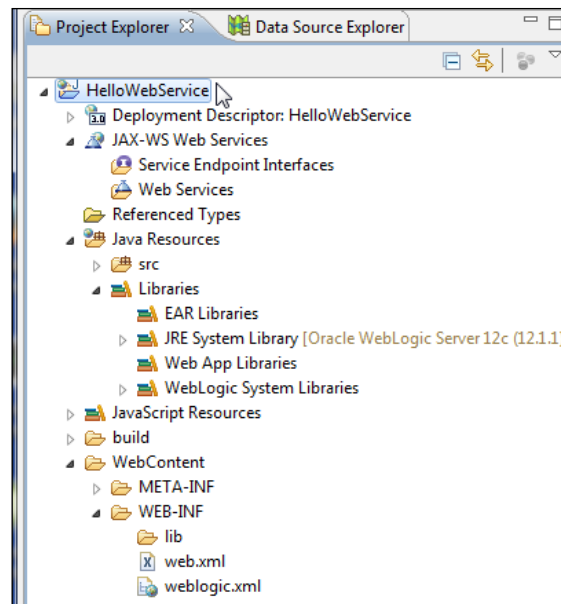 Project Explorer Data Source Explorer
HelloWebService
3.0 Deployment Descriptor: HelloWebService
JAX-WS Web Services
Service Endpoint Interfaces
Web Services
Referenced Types
Java Resources
src
Libraries
EAR Libraries
JRE System Library [Oracle WebLogic Server 12c (12.1.1)
Web App Libraries
WebLogic System Libraries
JavaScript Resources
build
WebContent
META-INF
WEB-INF
lib
web.xml
weblogic.xml